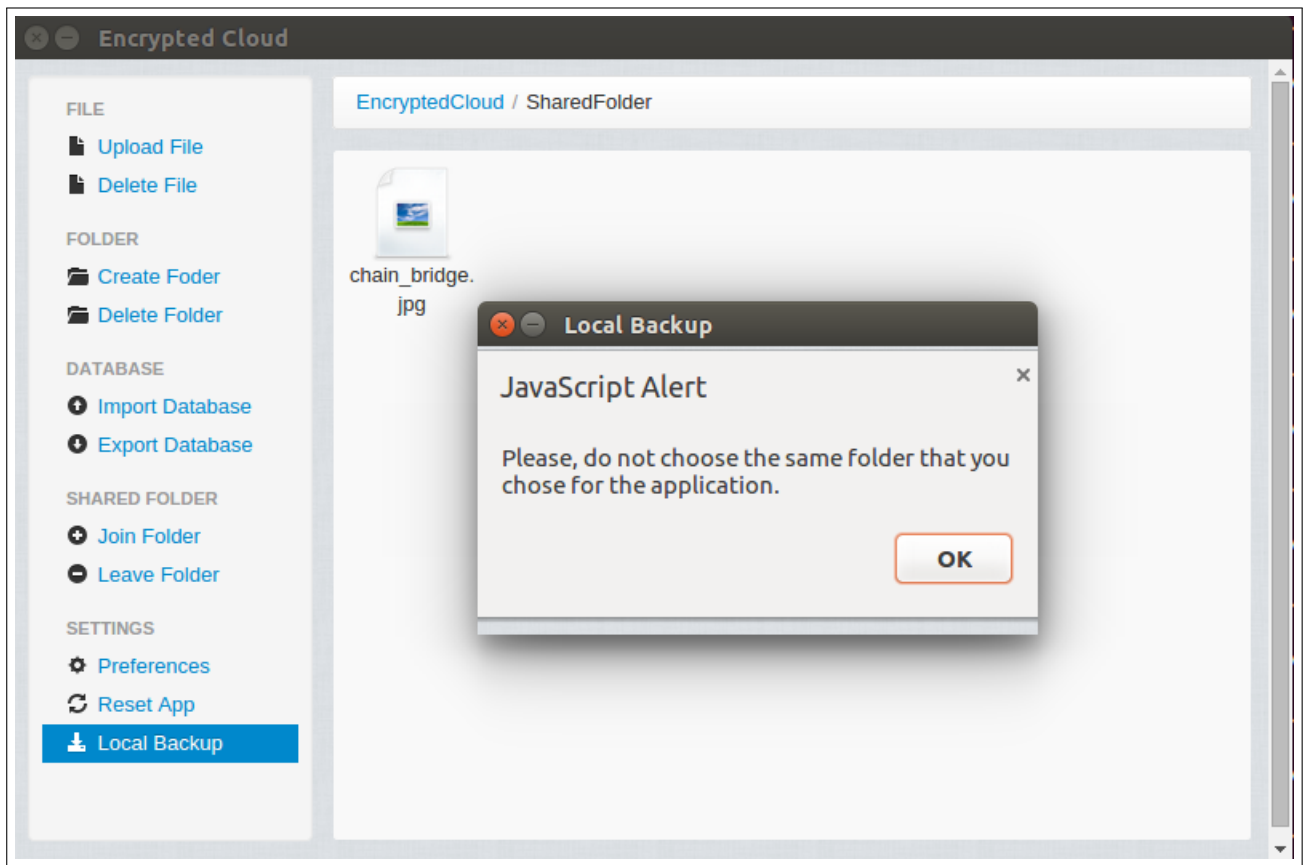 Encrypted Cloud
FILE
Upload File
Delete File
FOLDER
Create Foder
Delete Folder
DATABASE
Import Database
Export Database
SHARED FOLDER
Join Folder
Leave Folder
SETTINGS
Preferences
Reset App
Local Backup
EncryptedCloud / SharedFolder
chain_bridge.
jpg
Local Backup
JavaScript Alert
Please, do not choose the same folder that you
chose for the application.
OK